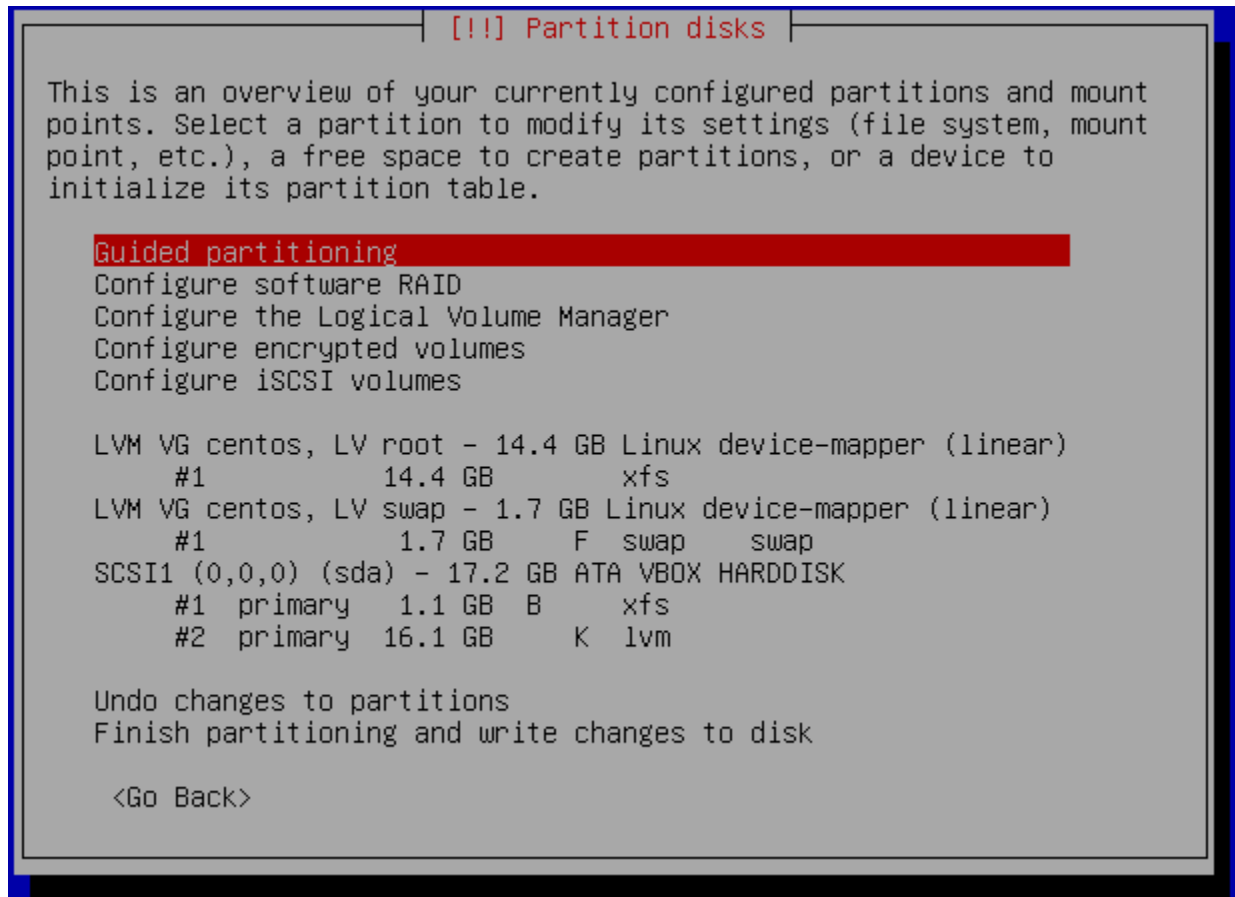 [!!] Partition disks
This is an overview of your currently configured partitions and mount
points. Select a partition to modify its settings (file system, mount
point, etc.), a free space to create partitions, or a device to
initialize its partition table.
Guided partitioning
Configure software RAID
Configure the Logical Volume Manager
Configure encrypted volumes
Configure iSCSI volumes
LVM VG centos, LV root - 14.4 GB Linux device-mapper (linear)
#1 14.4 GB xfs
LVM VG centos, LV swap - 1.7 GB Linux device-mapper (linear)
#1 1.7 GB F swap swap
SCSI1 (0,0,0) (sda) - 17.2 GB ATA VBOX HARDDISK
#1 primary 1.1 GB B xfs
#2 primary 16.1 GB K lvm
Undo changes to partitions
Finish partitioning and write changes to disk
<Go Back>